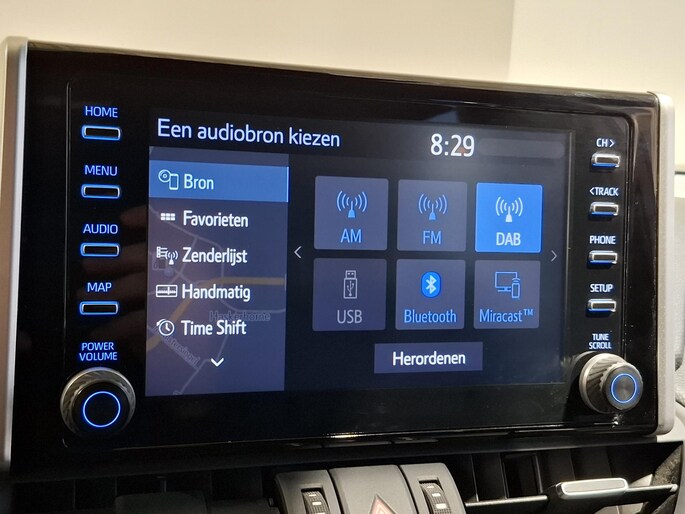 HOME
MENU
AUDIO
MAP
POWER
VOLUME
Een audiobron kiezen
8:29
Bron
Favorieten
Zenderlijst
Handmatig
Time Shift
AM
FM
DAB
USB
Bluetooth
Miracast™
Herordenen
CH >
< TRACK
PHONE
SETUP
TUNE
SCROLL